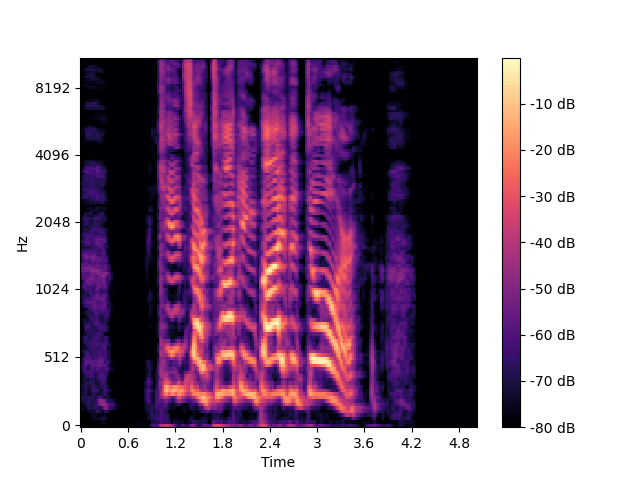 8192
4096
2048
1024
512
0
Hz
0 0.6 1.2 1.8 2.4 3 3.6 4.2 4.8
Time
-10 dB
-20 dB
-30 dB
-40 dB
-50 dB
-60 dB
-70 dB
-80 dB